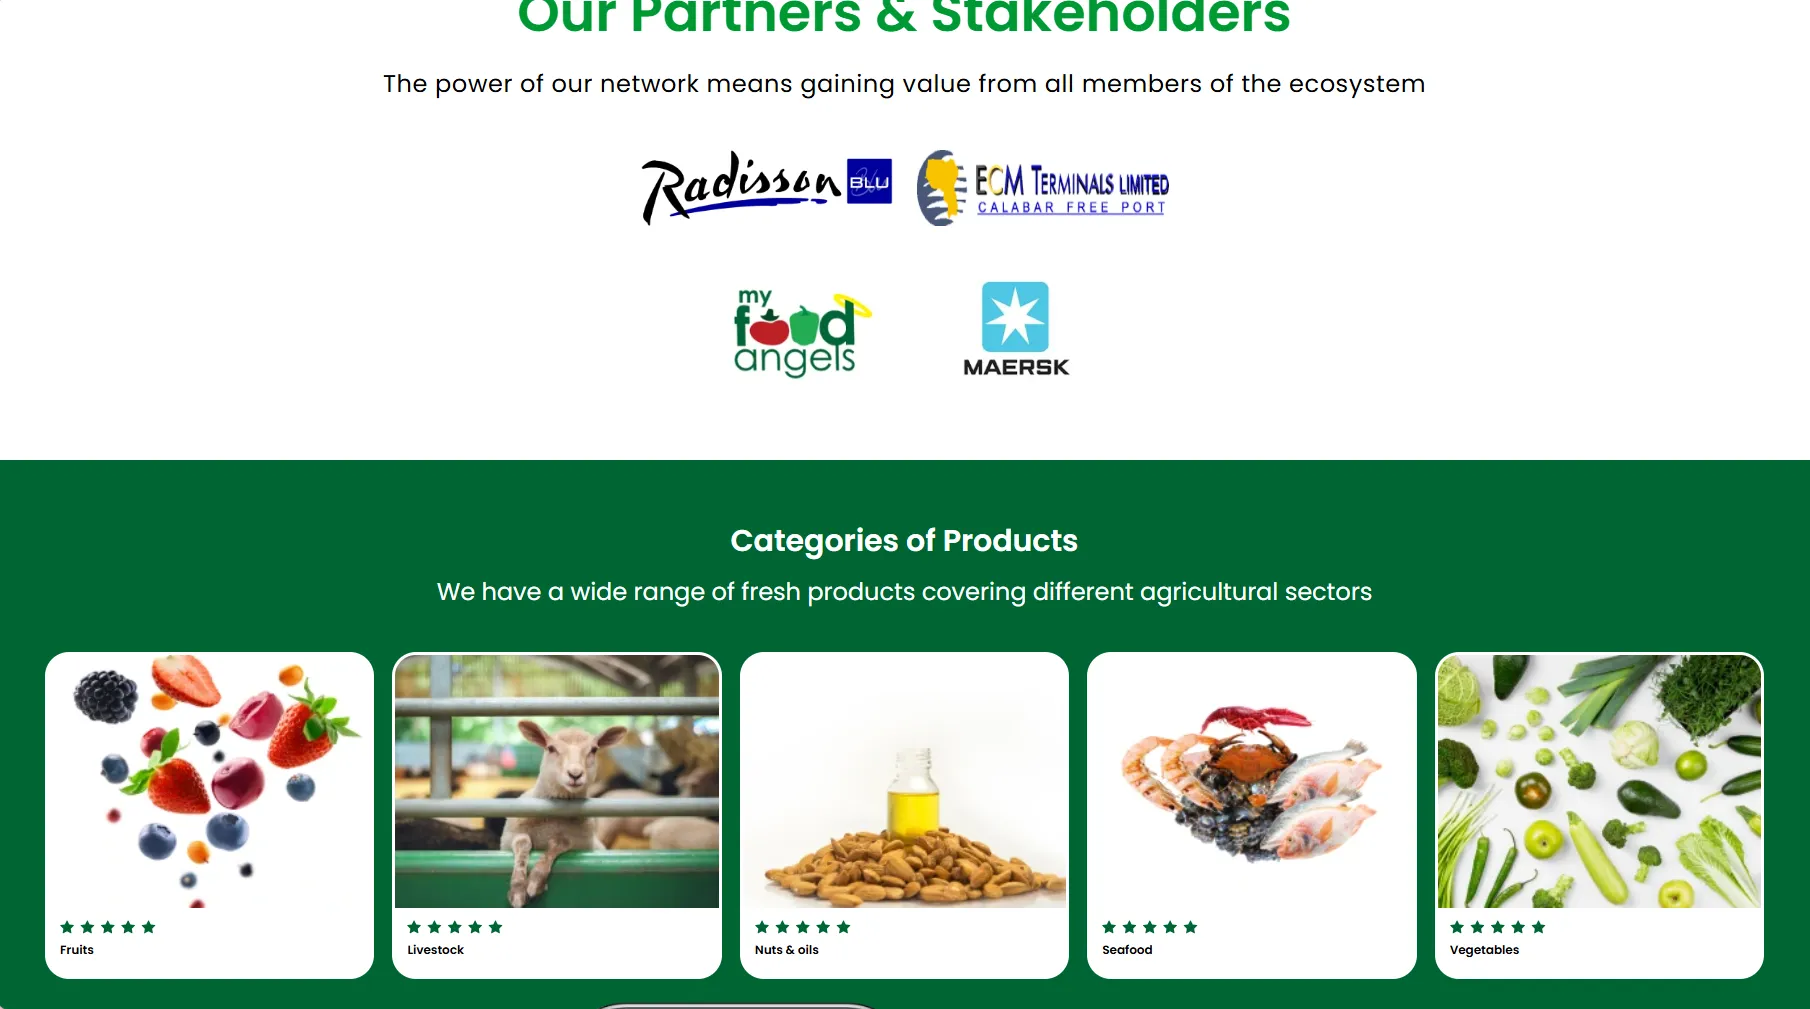 Our Partners & Stakeholders
The power of our network means gaining value from all members of the ecosystem
Radisson BLU
ECM TERMINALS LIMITED
CALABAR FREE PORT
my
food
angels
MAERSK
Categories of Products
We have a wide range of fresh products covering different agricultural sectors
Fruits
Livestock
Nuts & oils
Seafood
Vegetables